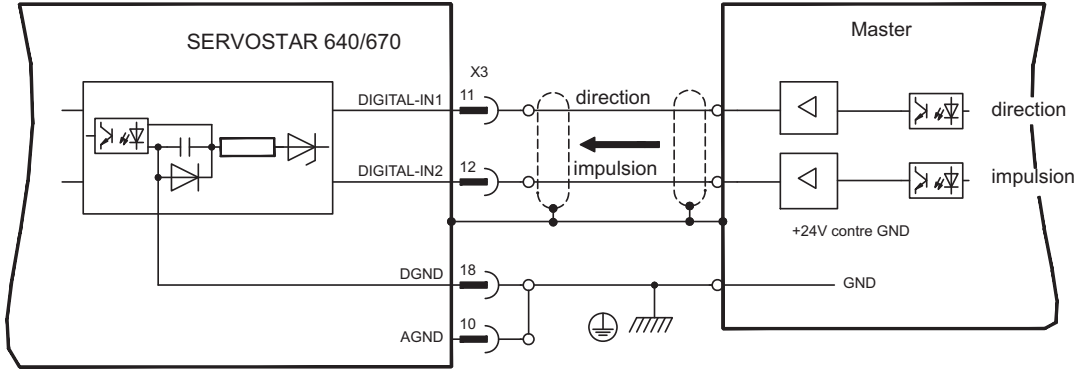 SERVOSTAR 640/670
Master
X3
DIGITAL-IN1
11
direction
direction
DIGITAL-IN2
12
impulsion
impulsion
+24V contre GND
DGND
18
GND
AGND
10